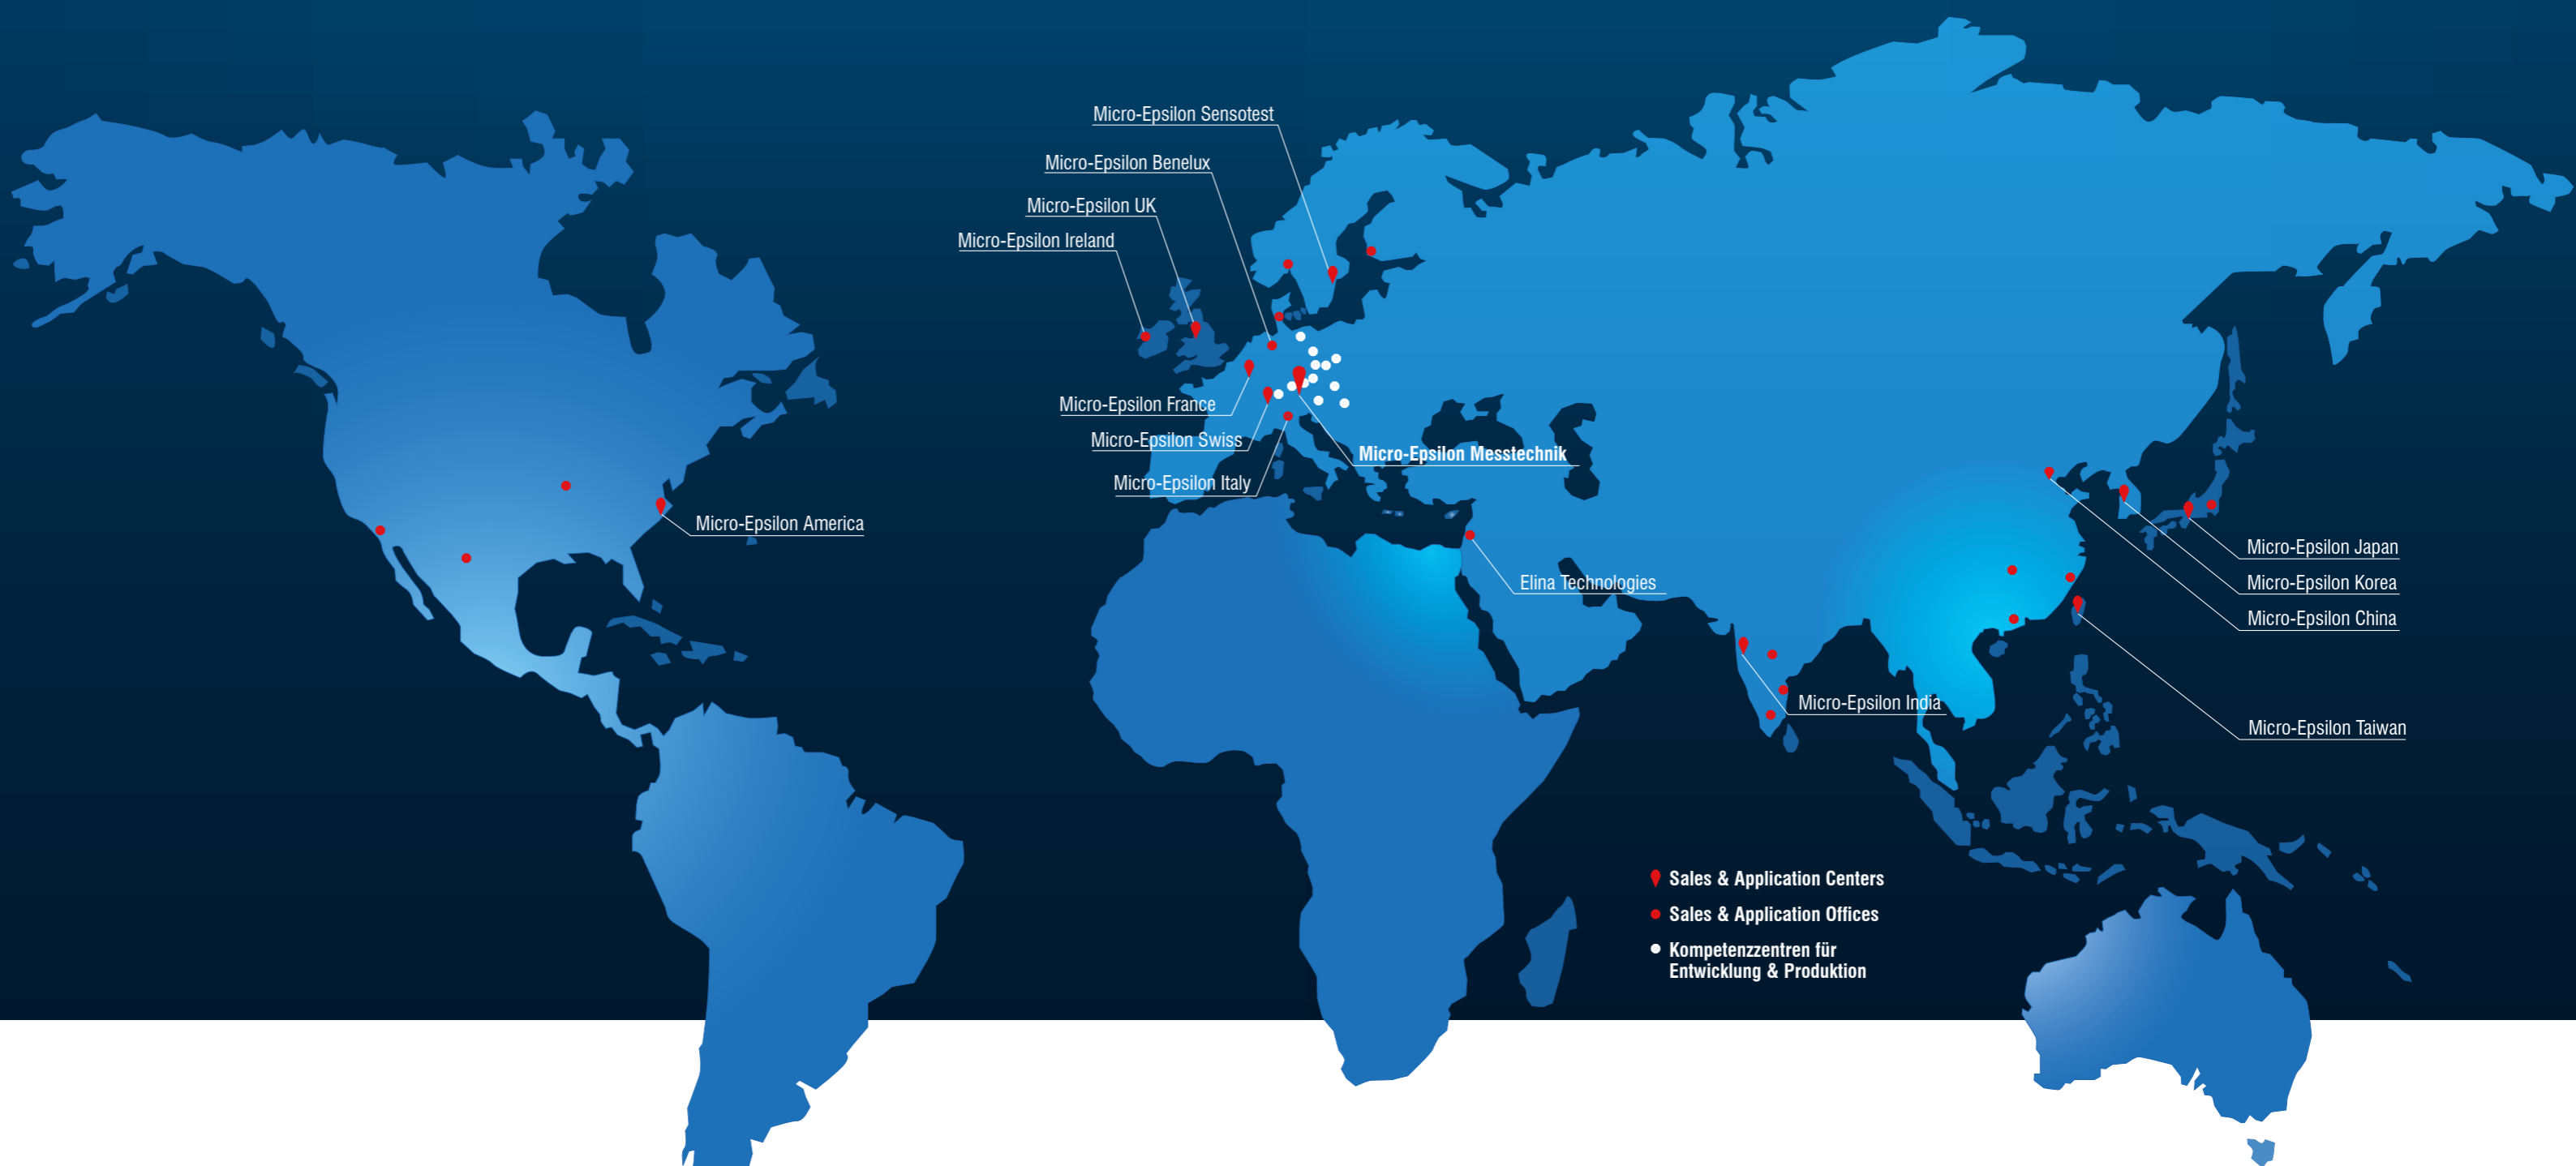 Micro-Epsilon Sensotest
Micro-Epsilon Benelux
Micro-Epsilon UK
Micro-Epsilon Ireland
Micro-Epsilon France
Micro-Epsilon Swiss
Micro-Epsilon Messtechnik
Micro-Epsilon Italy
Micro-Epsilon America
Micro-Epsilon Japan
Elina Technologies
Micro-Epsilon Korea
Micro-Epsilon China
Micro-Epsilon India
Micro-Epsilon Taiwan
Sales & Application Centers
Sales & Application Offices
Kompetenzzentren für
Entwicklung & Produktion